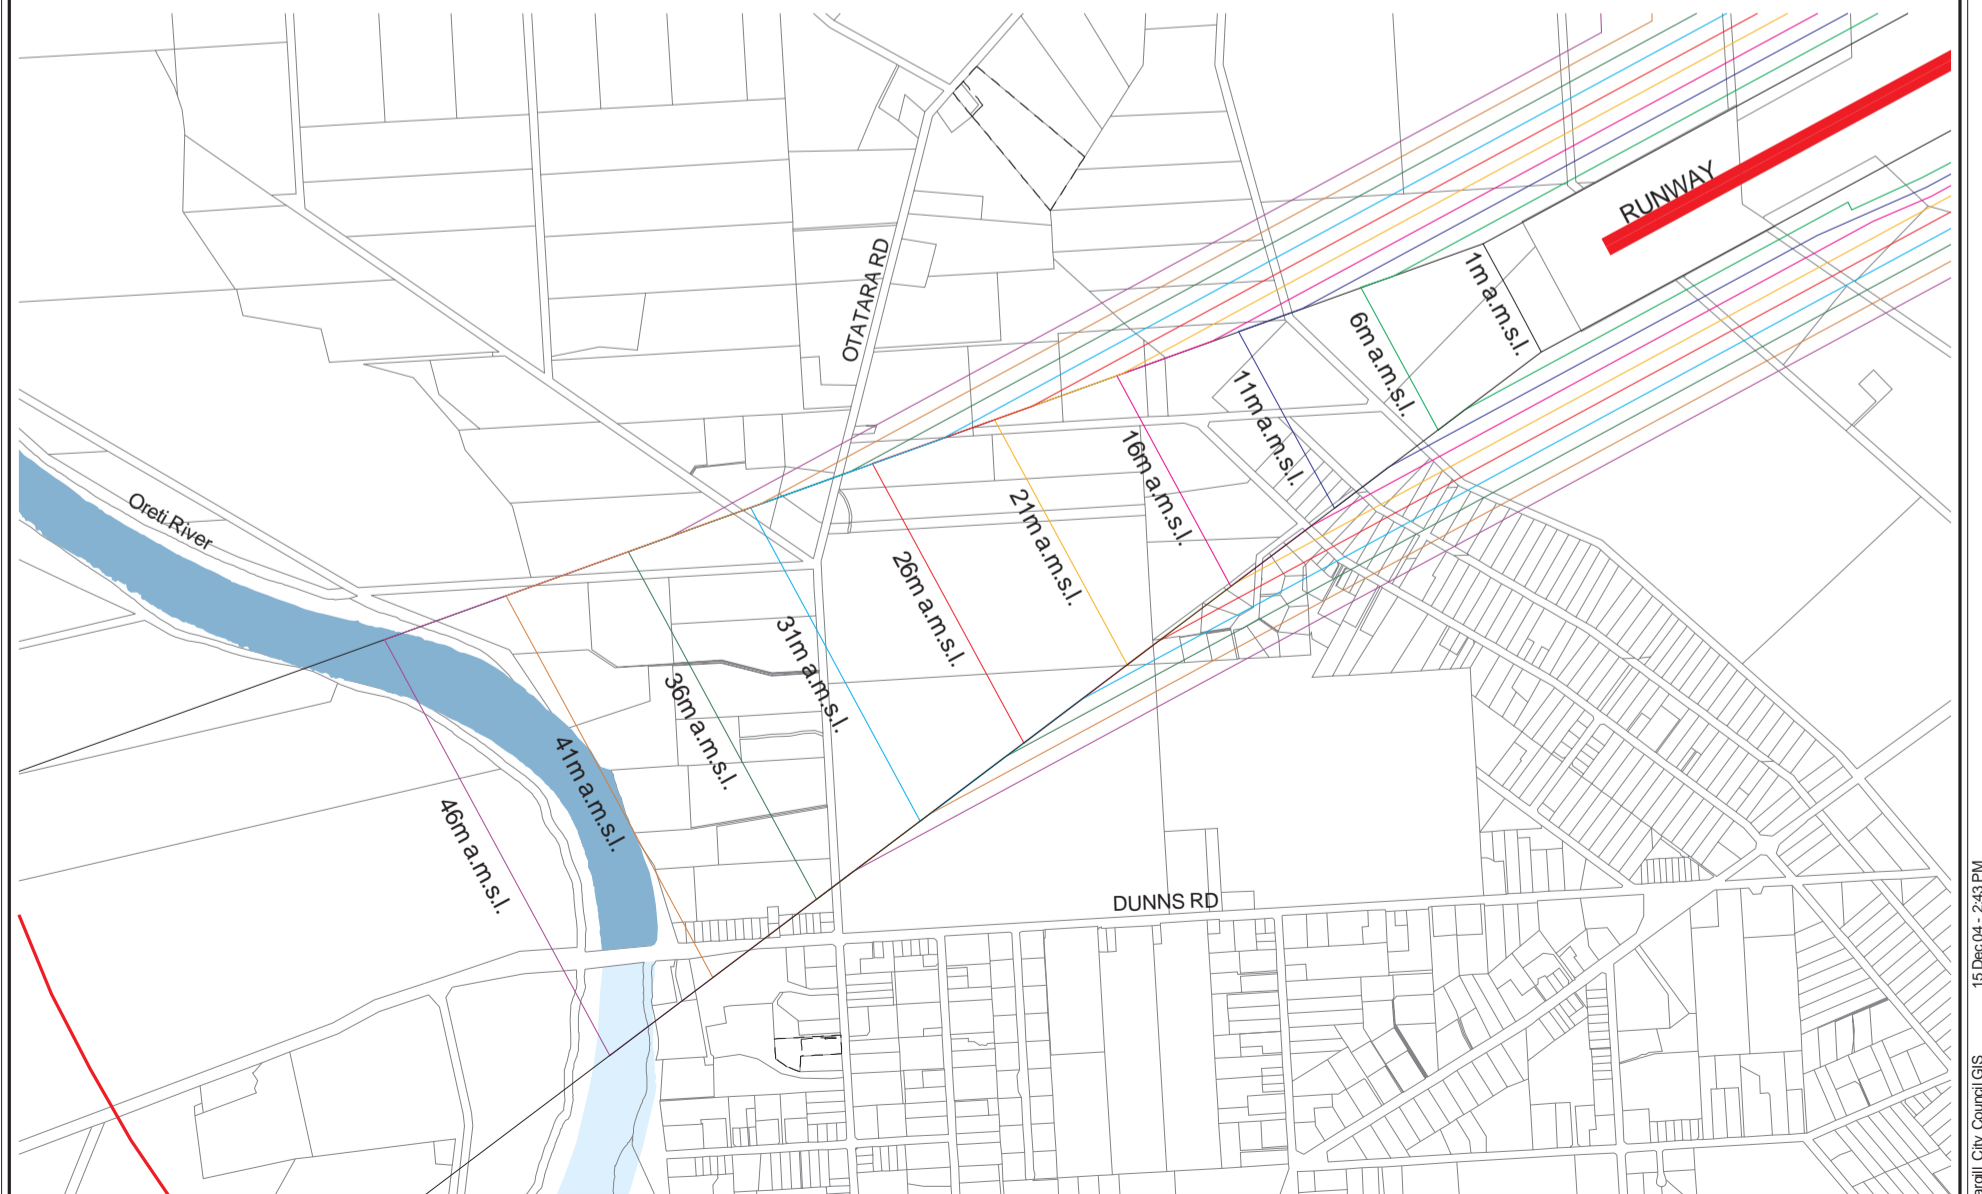 RUNWAY
1m a.m.s.l.
6m a.m.s.l.
OTATARA RD
11m a.m.s.l.
16m a.m.s.l.
21m a.m.s.l.
Oreti River
26m a.m.s.l.
31m a.m.s.l.
36m a.m.s.l.
41m a.m.s.l.
46m a.m.s.l.
DUNNS RD
15 Dec 04 - 2:43 PM
City Council GIS